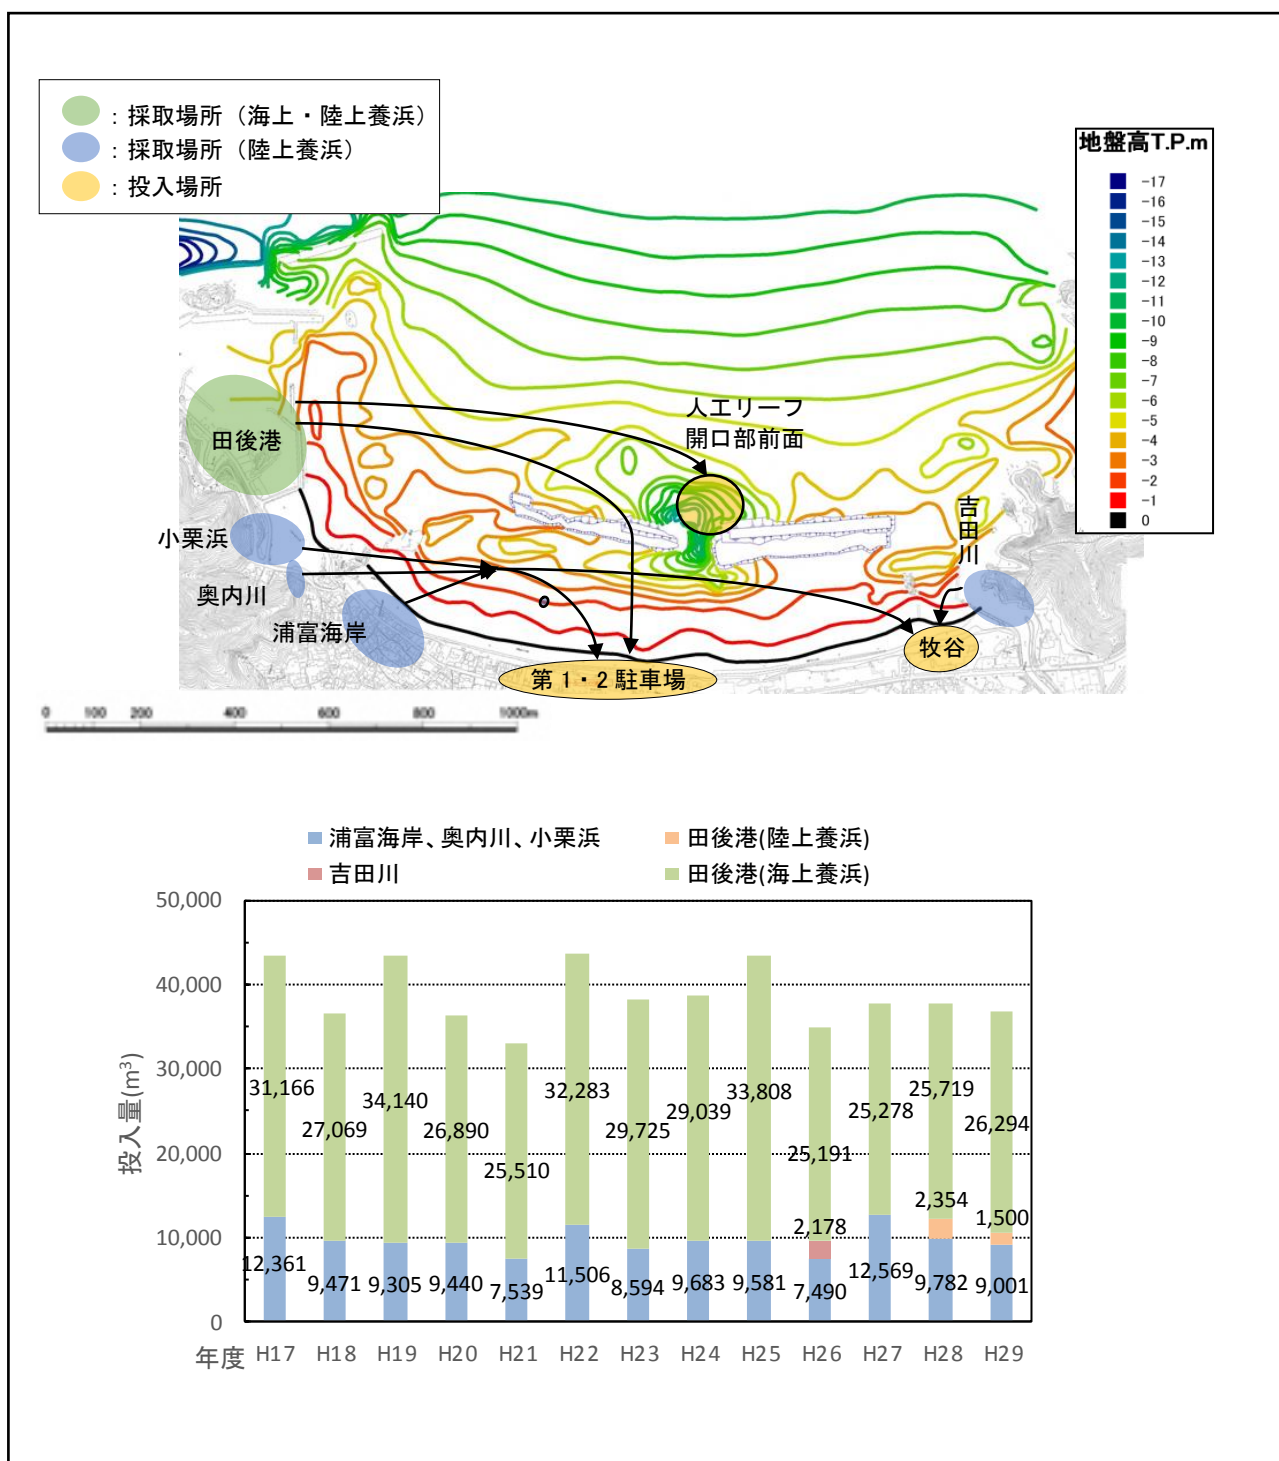 ：採取場所（海上・陸上養浜）
：採取場所（陸上養浜）
：投入場所
地盤高T.P.m
-17
-16
-15
-14
-13
-12
-11
-10
-9
-8
-7
-6
-5
-4
-3
-2
-1
0
人工リーフ
開口部前面
田後港
吉田川
小栗浜
奥内川
浦富海岸
牧谷
第1・2駐車場
0 100 200 400 600 800 1000m
浦富海岸、奥内川、小栗浜
田後港(陸上養浜)
吉田川
田後港(海上養浜)
投入量(m³)
50,000
40,000
30,000
20,000
10,000
0
31,166 27,069 34,140 26,890 25,510 32,283 29,725 29,039 33,808 25,191 25,278 25,719 26,294
2,178 2,354 1,500
12,361 9,471 9,305 9,440 7,539 11,506 8,594 9,683 9,581 7,490 12,569 9,782 9,001
年度 H17 H18 H19 H20 H21 H22 H23 H24 H25 H26 H27 H28 H29